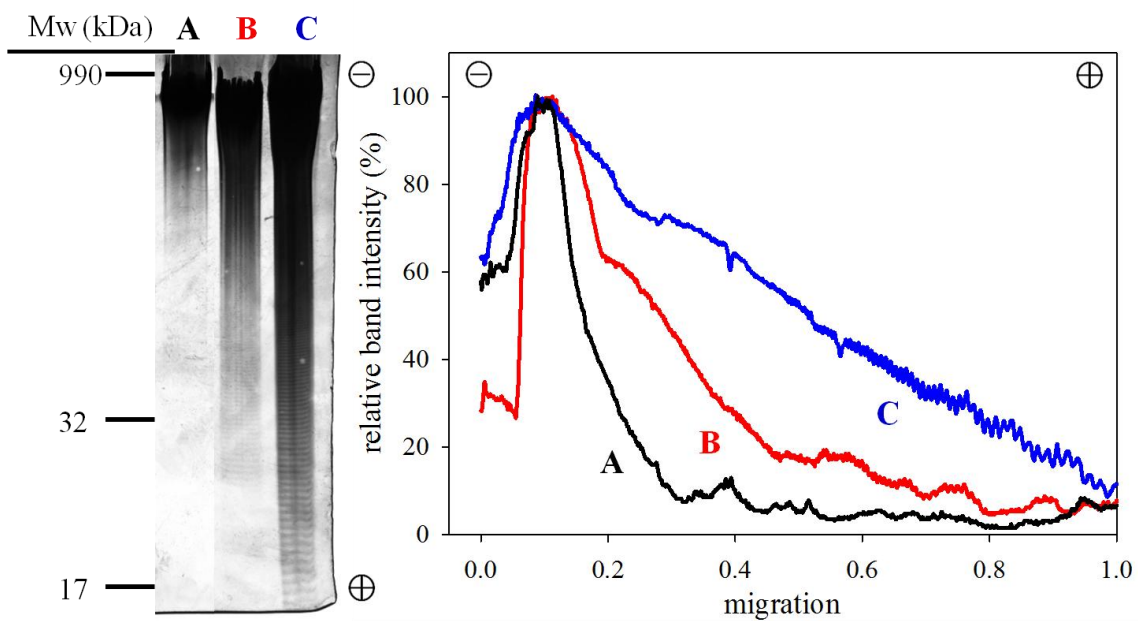 Mw (kDa) A B C
990
32
17
⊖
⊕
relative band intensity (%)
100
80
60
40
20
0
⊖ ⊕
A B C
0.0 0.2 0.4 0.6 0.8 1.0
migration